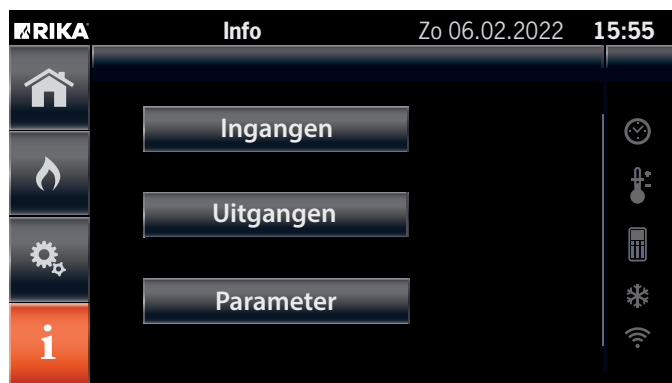 RIKA Info Zo 06.02.2022 15:55
Ingangen
Uitgangen
Parameter
i